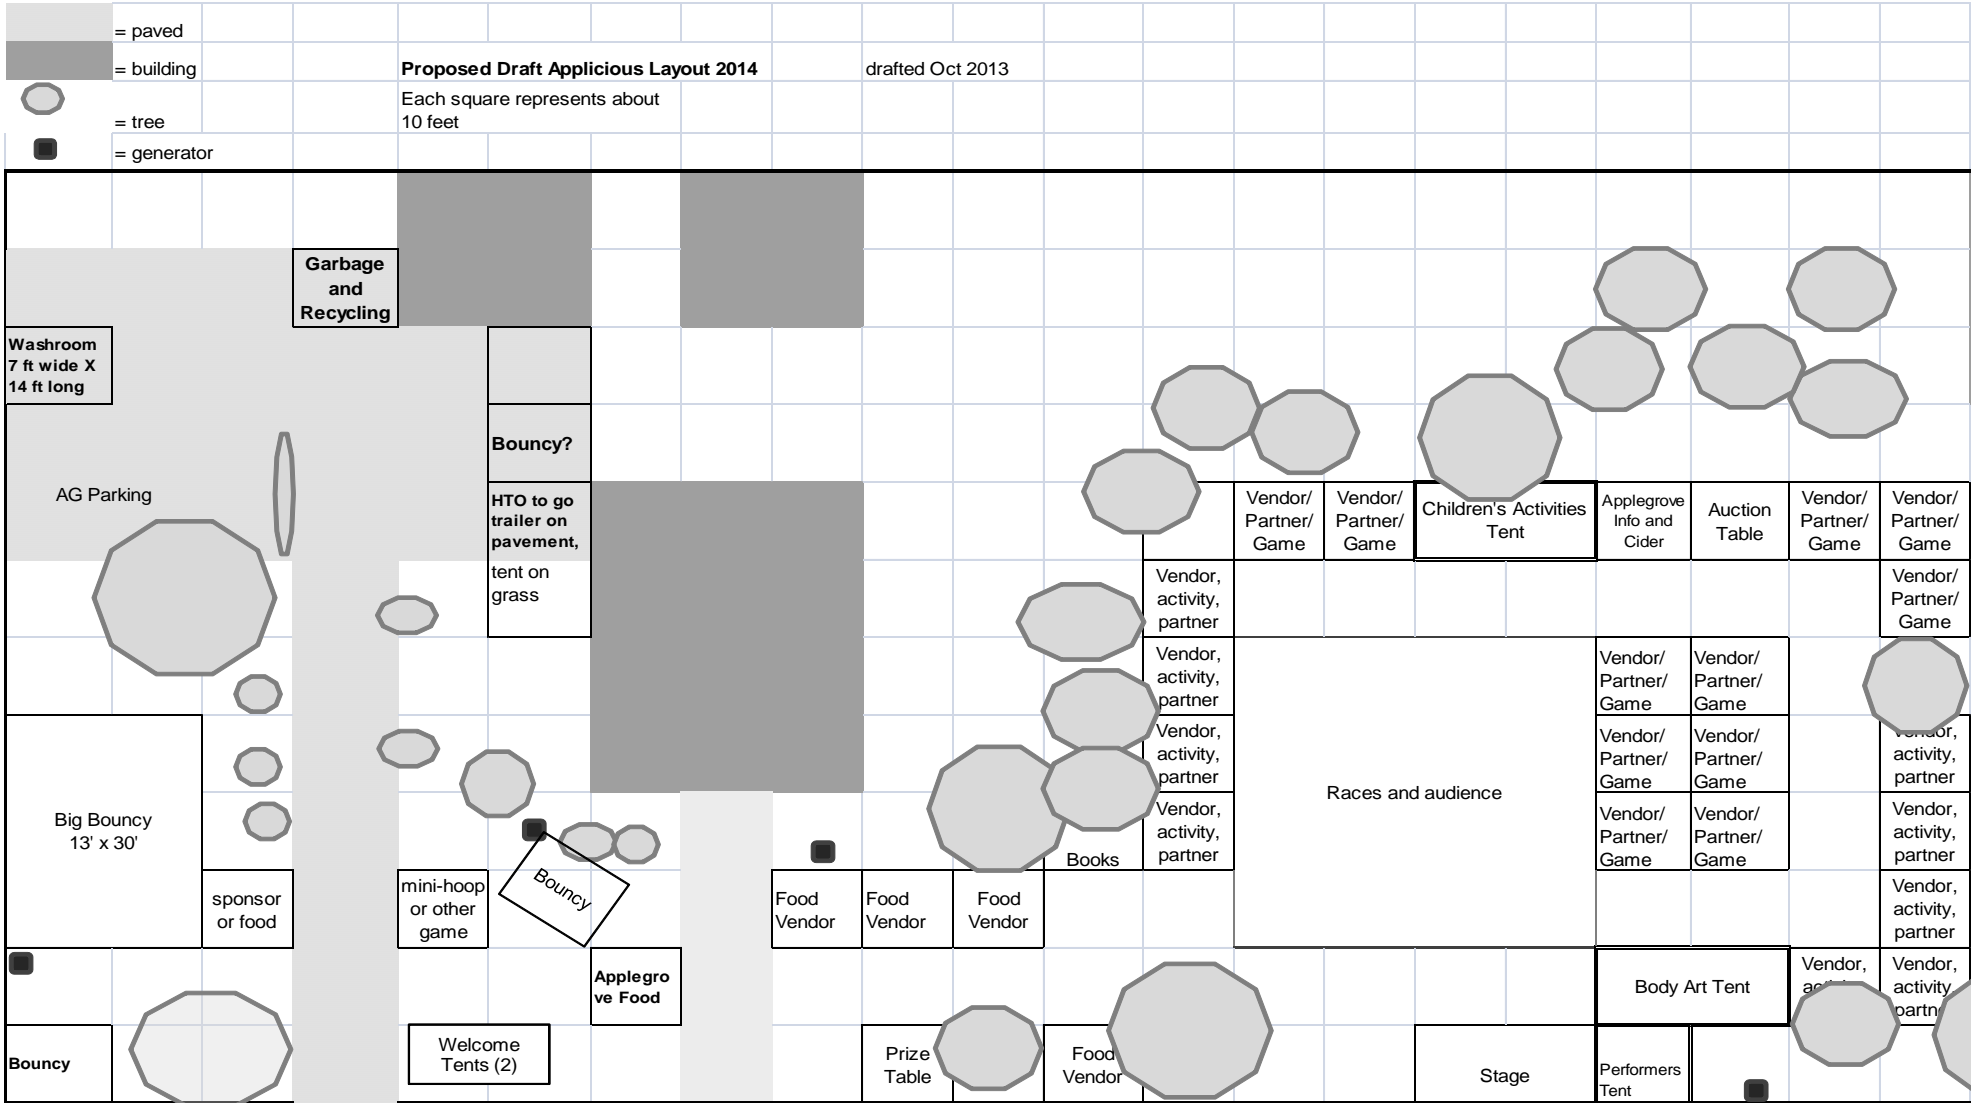 = paved
= building
Proposed Draft Applicious Layout 2014
drafted Oct 2013
Each square represents about
10 feet
= tree
= generator
Garbage
and
Recycling
Washroom
7 ft wide X
14 ft long
Bouncy?
AG Parking
HTO to go
trailer on
pavement,
tent on
grass
Vendor/
Partner/
Game
Vendor/
Partner/
Game
Children's Activities
Tent
Applegrove
Info and
Cider
Auction
Table
Vendor/
Partner/
Game
Vendor/
Partner/
Game
Vendor,
activity,
partner
Vendor/
Partner/
Game
Vendor,
activity,
partner
Vendor/
Partner/
Game
Vendor/
Partner/
Game
Vendor,
activity,
partner
Vendor/
Partner/
Game
Vendor/
Partner/
Game
Vendor,
activity,
partner
Big Bouncy
13' x 30'
Races and audience
Books
Vendor,
activity,
partner
Vendor/
Partner/
Game
Vendor/
Partner/
Game
Vendor,
activity,
partner
sponsor
or food
mini-hoop
or other
game
Bouncy
Food
Vendor
Food
Vendor
Food
Vendor
Vendor,
activity,
partner
Applegro
ve Food
Body Art Tent
Vendor,
Vendor,
activity,
Bouncy
Welcome
Tents (2)
Prize
Table
Food
Vendor
Stage
Performers
Tent